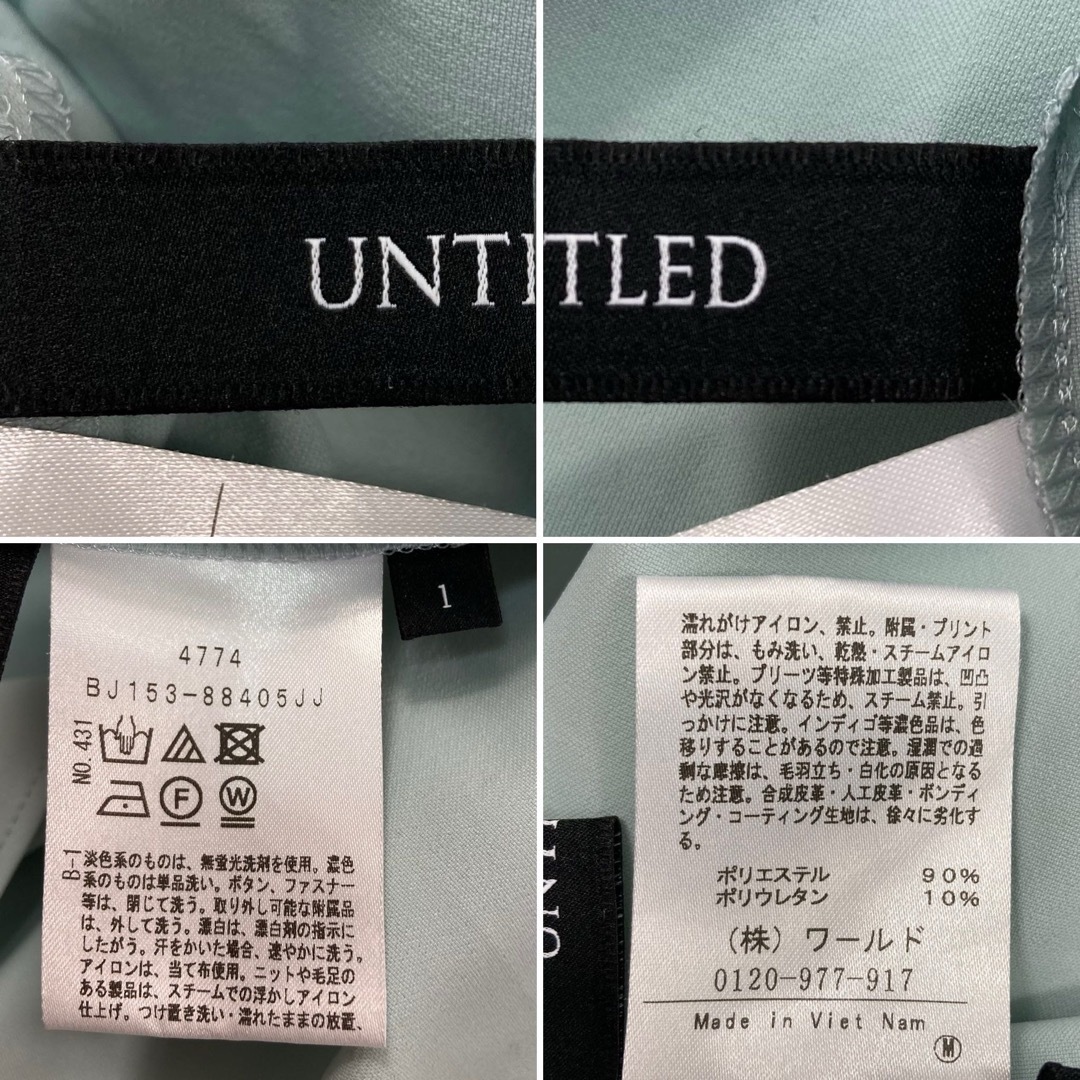 UNTI
TLED
1
4774
BJ153-88405JJ
NO.431
F
W
B-1
淡色系のものは、無蛍光洗剤を使用。濃色
系のものは単品洗い。ボタン、ファスナー
等は、閉じて洗う。取り外し可能な附属品
は、外して洗う。漂白は、漂白剤の指示に
したがう。汗をかいた場合、速やかに洗う。
アイロンは、当て布使用。ニットや毛足の
ある製品は、スチームでの浮かしアイロン
仕上げ。つけ置き洗い・濡れたままの放置、
濡れがけアイロン、禁止。附属・プリント
部分は、もみ洗い、乾熱・スチームアイロ
ン禁止。プリーツ等特殊加工製品は、凹凸
や光沢がなくなるため、スチーム禁止。引
っかけに注意。インディゴ等濃色品は、色
移りすることがあるので注意。湿潤での過
剰な摩擦は、毛羽立ち・白化の原因となる
ため注意。合成皮革・人工皮革・ボンディ
ング・コーティング生地は、徐々に劣化す
る。
ポリエステル 90%
ポリウレタン 10%
(株)ワールド
0120-977-917
Made in Viet Nam
M
UNT